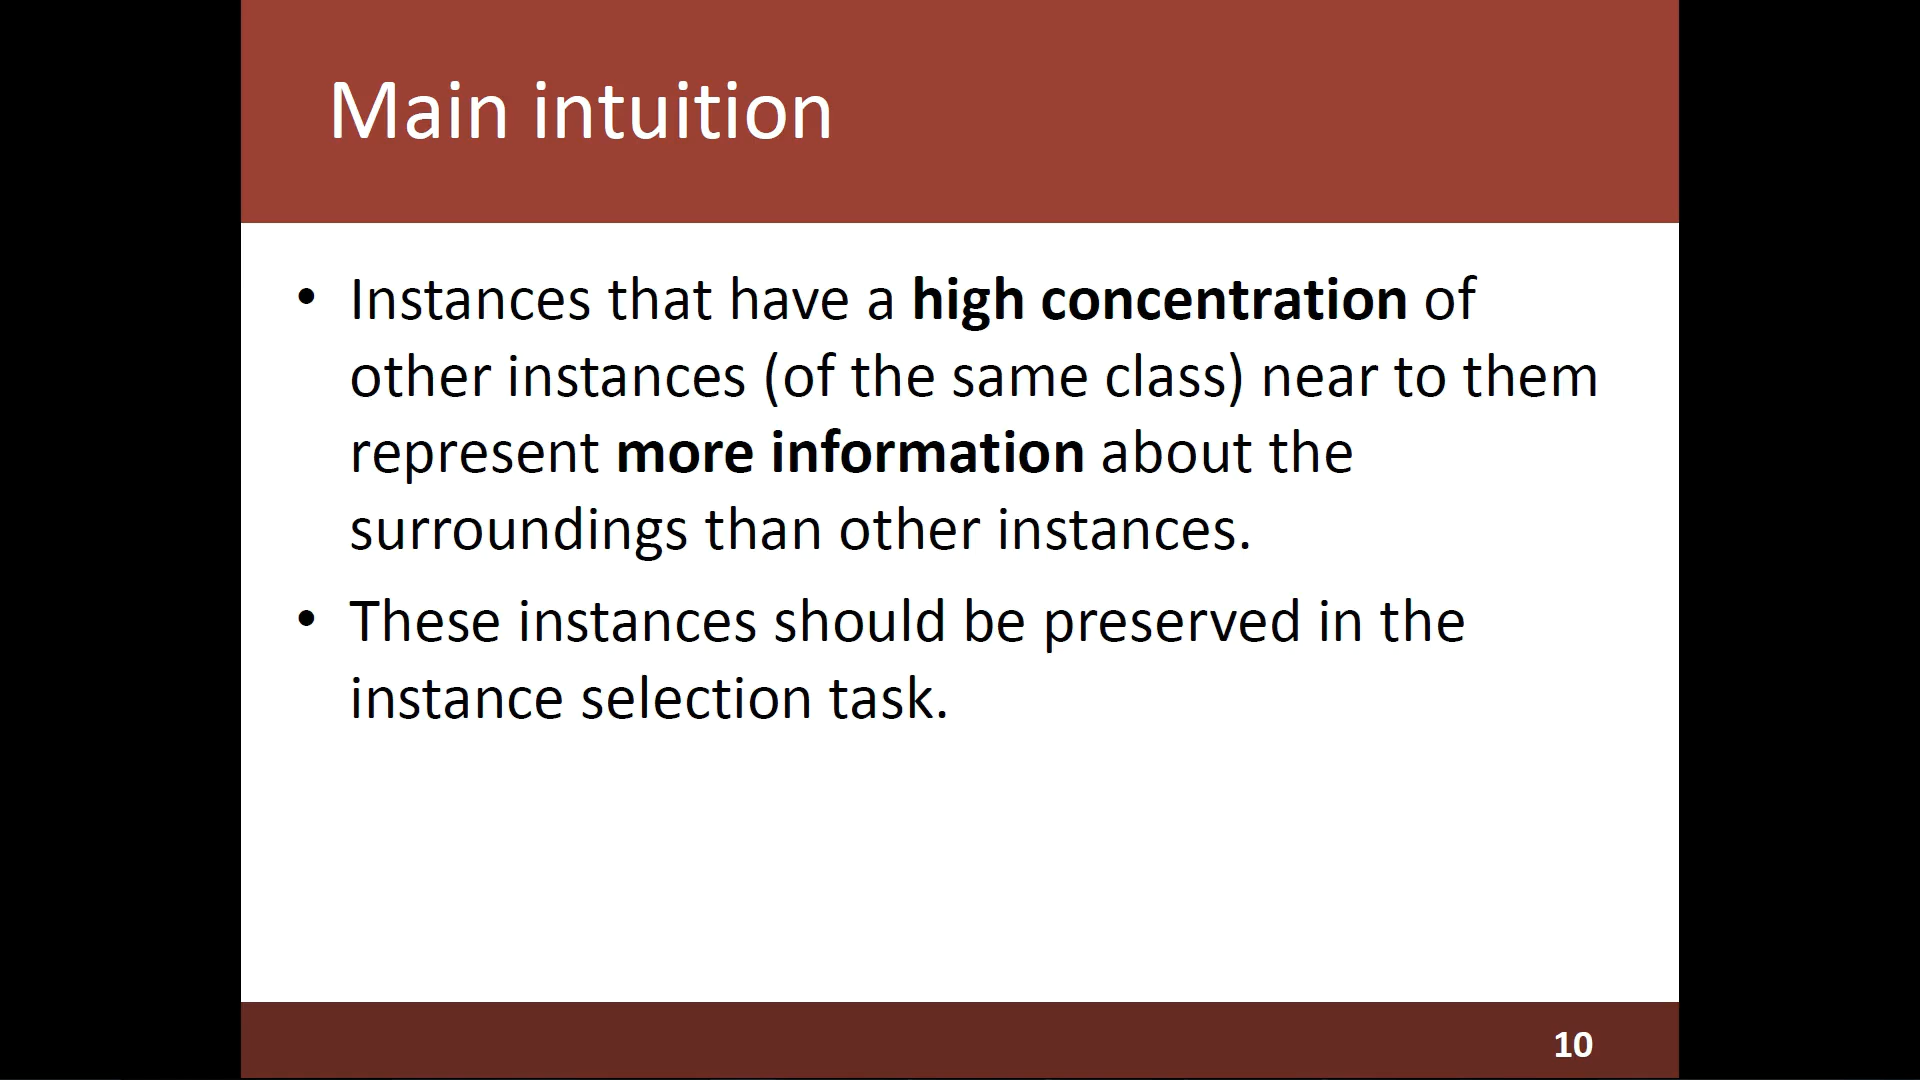 Main intuition
• Instances that have a high concentration of
other instances (of the same class) near to them
represent more information about the
surroundings than other instances.
• These instances should be preserved in the
instance selection task.
10